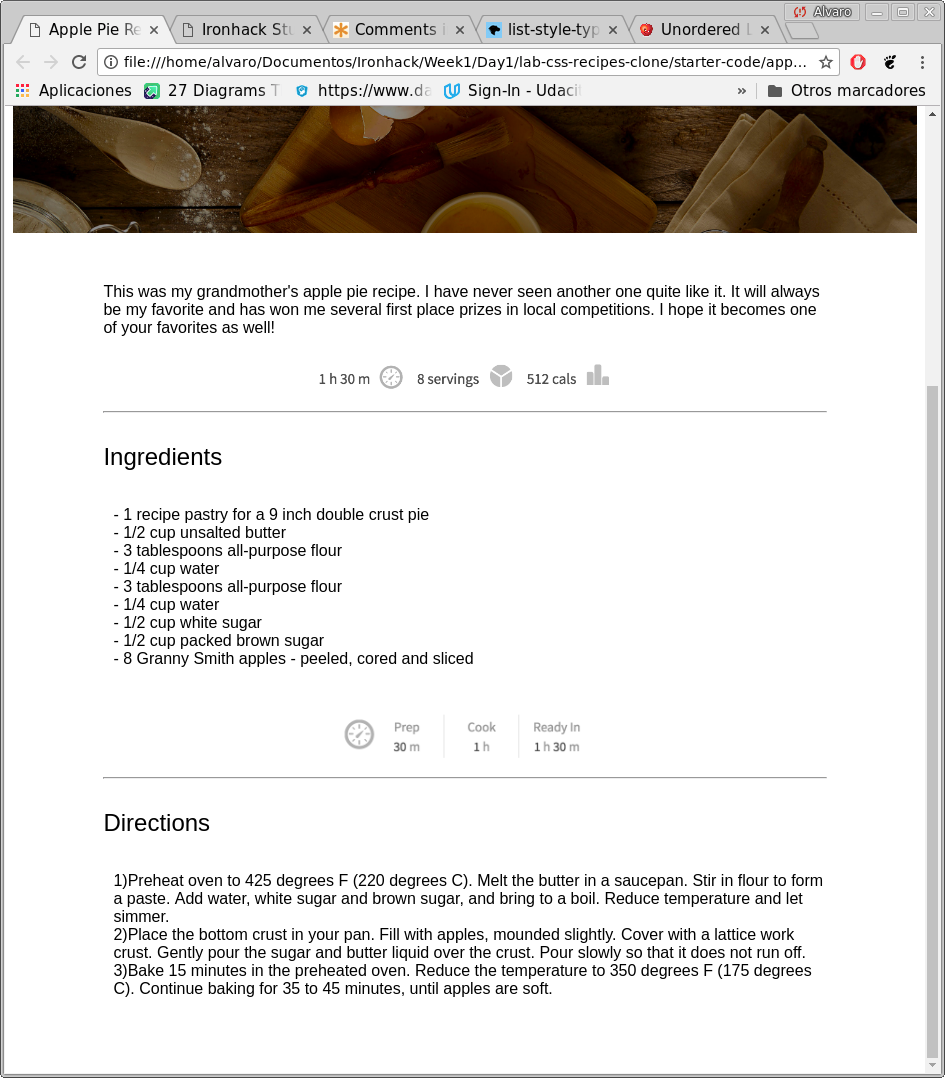 Alvaro
Apple Pie Re
Ironhack Stu
Comments i
list-style-typ
Unordered L
file:///home/alvaro/Documentos/Ironhack/Week1/Day1/lab-css-recipes-clone/starter-code/app...
Aplicaciones
27 Diagrams T
https://www.da
Sign-In - Udaci
»
Otros marcadores
This was my grandmother's apple pie recipe. I have never seen another one quite like it. It will always
be my favorite and has won me several first place prizes in local competitions. I hope it becomes one
of your favorites as well!
1 h 30 m 8 servings 512 cals
Ingredients
- 1 recipe pastry for a 9 inch double crust pie
- 1/2 cup unsalted butter
- 3 tablespoons all-purpose flour
- 1/4 cup water
- 3 tablespoons all-purpose flour
- 1/4 cup water
- 1/2 cup white sugar
- 1/2 cup packed brown sugar
- 8 Granny Smith apples - peeled, cored and sliced
Prep Cook Ready In
30 m 1 h 1 h 30 m
Directions
1)Preheat oven to 425 degrees F (220 degrees C). Melt the butter in a saucepan. Stir in flour to form
a paste. Add water, white sugar and brown sugar, and bring to a boil. Reduce temperature and let
simmer.
2)Place the bottom crust in your pan. Fill with apples, mounded slightly. Cover with a lattice work
crust. Gently pour the sugar and butter liquid over the crust. Pour slowly so that it does not run off.
3)Bake 15 minutes in the preheated oven. Reduce the temperature to 350 degrees F (175 degrees
C). Continue baking for 35 to 45 minutes, until apples are soft.